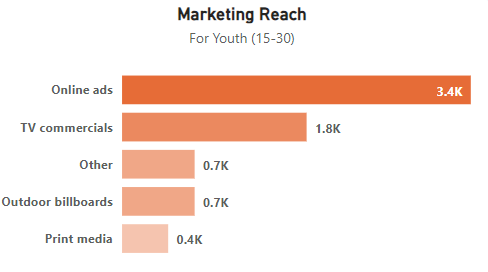 Marketing Reach
For Youth (15-30)
Online ads 3.4K
TV commercials 1.8K
Other 0.7K
Outdoor billboards 0.7K
Print media 0.4K